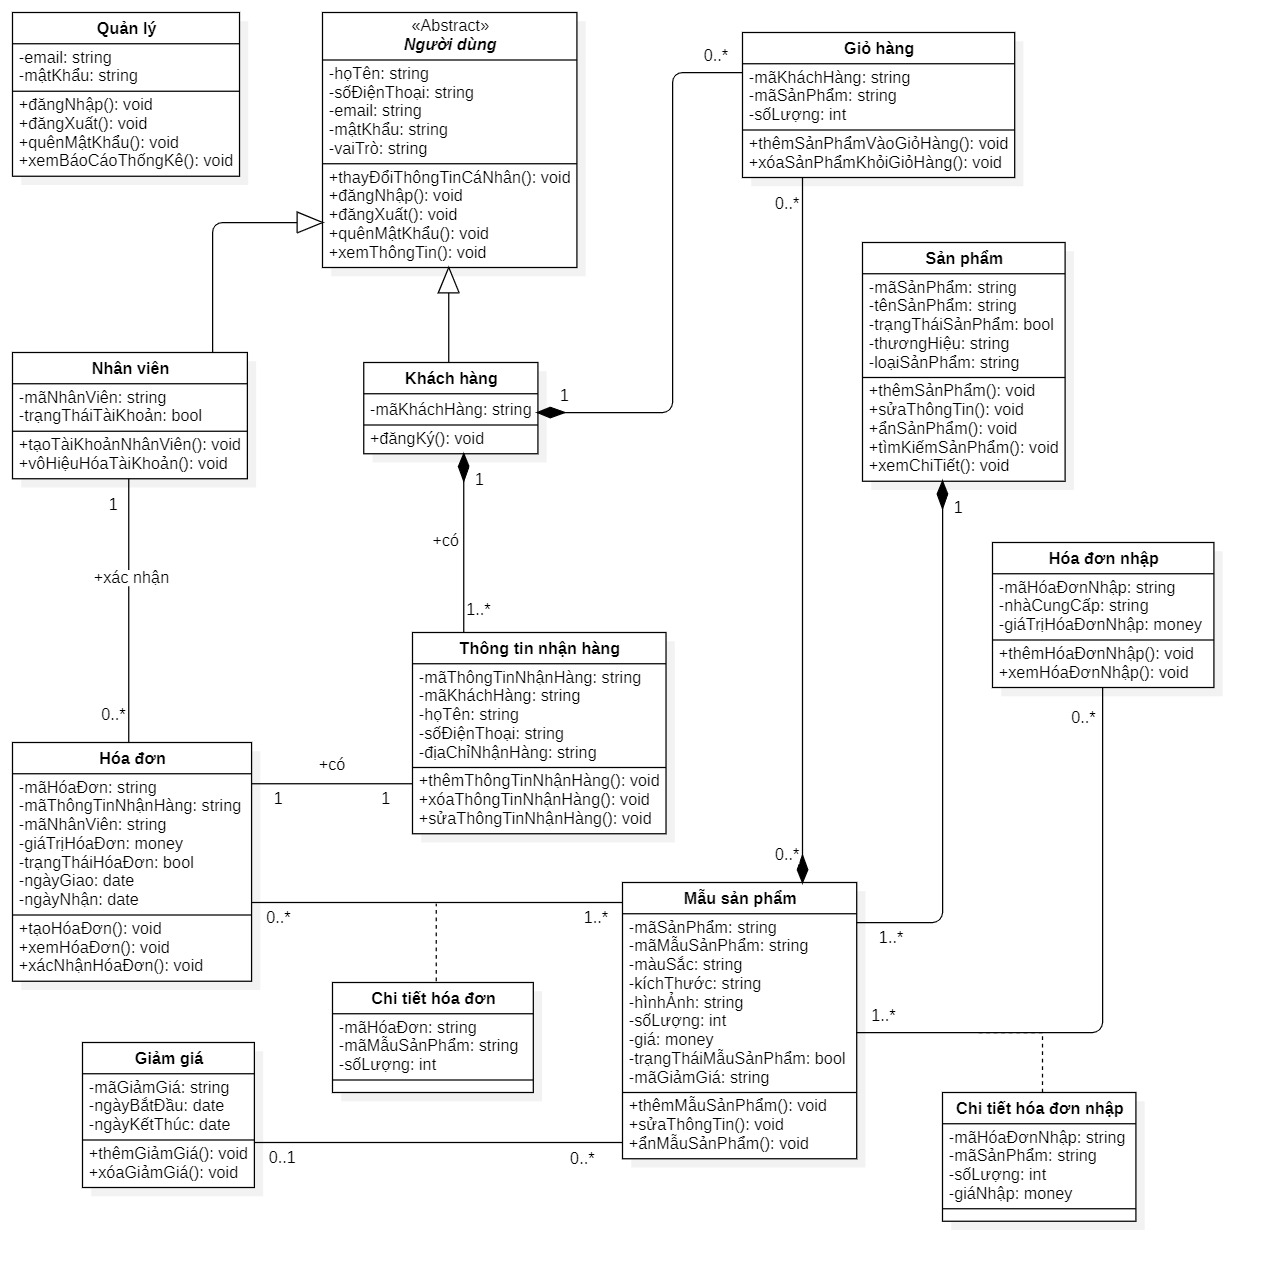 Quản lý
-email: string
-mậtKhẩu: string
+đăngNhập(): void
+đăngXuất(): void
+quênMậtKhẩu(): void
+xemBáoCáoThốngKê(): void
«Abstract»
Người dùng
-họTên: string
-sốĐiệnThoại: string
-email: string
-mậtKhẩu: string
-vaiTrò: string
+thayĐổiThôngTinCáNhân(): void
+đăngNhập(): void
+đăngXuất(): void
+quênMậtKhẩu(): void
+xemThôngTin(): void
0..*
Giỏ hàng
-mãKháchHàng: string
-mãSảnPhẩm: string
-sốLượng: int
+thêmSảnPhẩmVàoGiỏHàng(): void
+xóaSảnPhẩmKhỏiGiỏHàng(): void
0..*
Sản phẩm
-mãSảnPhẩm: string
-tênSảnPhẩm: string
-trạngTháiSảnPhẩm: bool
-thươngHiệu: string
-loạiSảnPhẩm: string
+thêmSảnPhẩm(): void
+sửaThôngTin(): void
+ẩnSảnPhẩm(): void
+tìmKiếmSảnPhẩm(): void
+xemChiTiết(): void
1
Nhân viên
-mãNhânViên: string
-trạngTháiTàiKhoản: bool
+tạoTàiKhoảnNhânViên(): void
+vôHiệuHóaTàiKhoản(): void
1
+xác nhận
0..*
Khách hàng
-mãKháchHàng: string
+đăngKý(): void
1
1
+có
1..*
Hóa đơn nhập
-mãHóaĐơnNhập: string
-nhàCungCấp: string
-giáTrịHóaĐơnNhập: money
+thêmHóaĐơnNhập(): void
+xemHóaĐơnNhập(): void
0..*
Thông tin nhận hàng
-mãThôngTinNhậnHàng: string
-mãKháchHàng: string
-họTên: string
-sốĐiệnThoại: string
-địaChỉNhậnHàng: string
+thêmThôngTinNhậnHàng(): void
+xóaThôngTinNhậnHàng(): void
+sửaThôngTinNhậnHàng(): void
Hóa đơn
-mãHóaĐơn: string
-mãThôngTinNhậnHàng: string
-mãNhânViên: string
-giáTrịHóaĐơn: money
-trạngTháiHóaĐơn: bool
-ngàyGiao: date
-ngàyNhận: date
+tạoHóaĐơn(): void
+xemHóaĐơn(): void
+xácNhậnHóaĐơn(): void
+có
1
1
0..*
1..*
0..*
Mẫu sản phẩm
-mãSảnPhẩm: string
-mãMẫuSảnPhẩm: string
-màuSắc: string
-kíchThước: string
-hìnhẢnh: string
-sốLượng: int
-giá: money
-trạngTháiMẫuSảnPhẩm: bool
-mãGiảmGiá: string
+thêmMẫuSảnPhẩm(): void
+sửaThôngTin(): void
+ẩnMẫuSảnPhẩm(): void
1..*
1..*
Chi tiết hóa đơn
-mãHóaĐơn: string
-mãMẫuSảnPhẩm: string
-sốLượng: int
Giảm giá
-mãGiảmGiá: string
-ngàyBắtĐầu: date
-ngàyKếtThúc: date
+thêmGiảmGiá(): void
+xóaGiảmGiá(): void
0..1
0..*
Chi tiết hóa đơn nhập
-mãHóaĐơnNhập: string
-mãSảnPhẩm: string
-sốLượng: int
-giáNhập: money